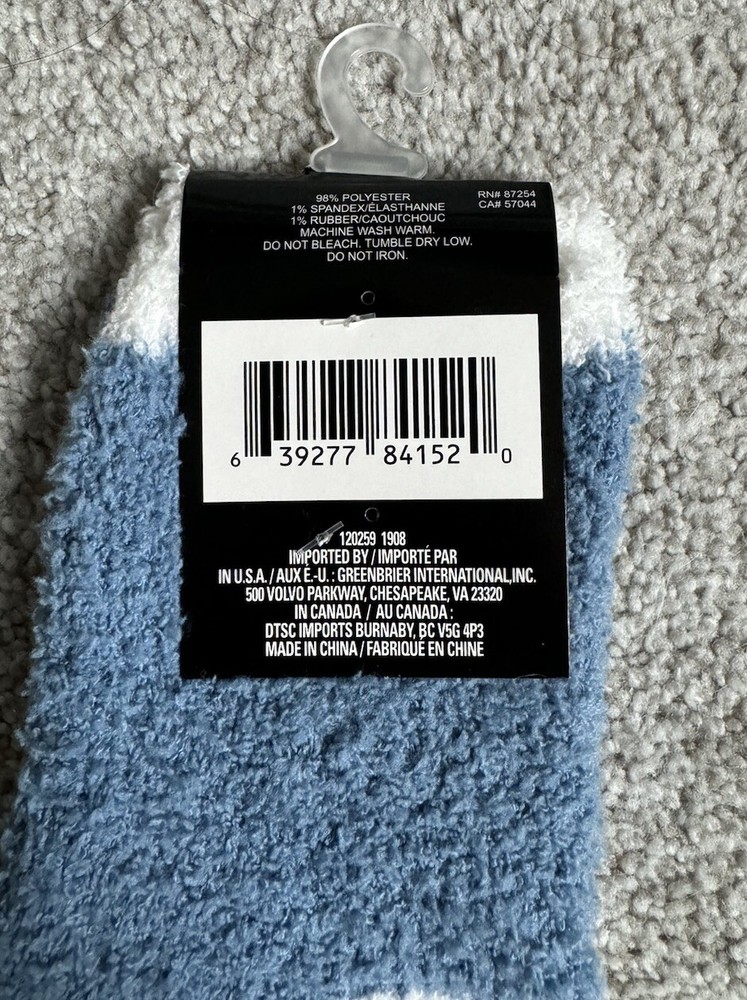 98% POLYESTER
1% SPANDEX/ÉLASTHANNE
1% RUBBER/CAOUTCHOUC
MACHINE WASH WARM.
DO NOT BLEACH. TUMBLE DRY LOW.
DO NOT IRON.
RN# 87254
CA# 57044
6 39277 84152 0
120259 1908
IMPORTED BY / IMPORTÉ PAR
IN U.S.A. / AUX É.-U. : GREENBRIER INTERNATIONAL,INC.
500 VOLVO PARKWAY, CHESAPEAKE, VA 23320
IN CANADA / AU CANADA :
DTSC IMPORTS BURNABY, BC V5G 4P3
MADE IN CHINA / FABRIQUÉ EN CHINE